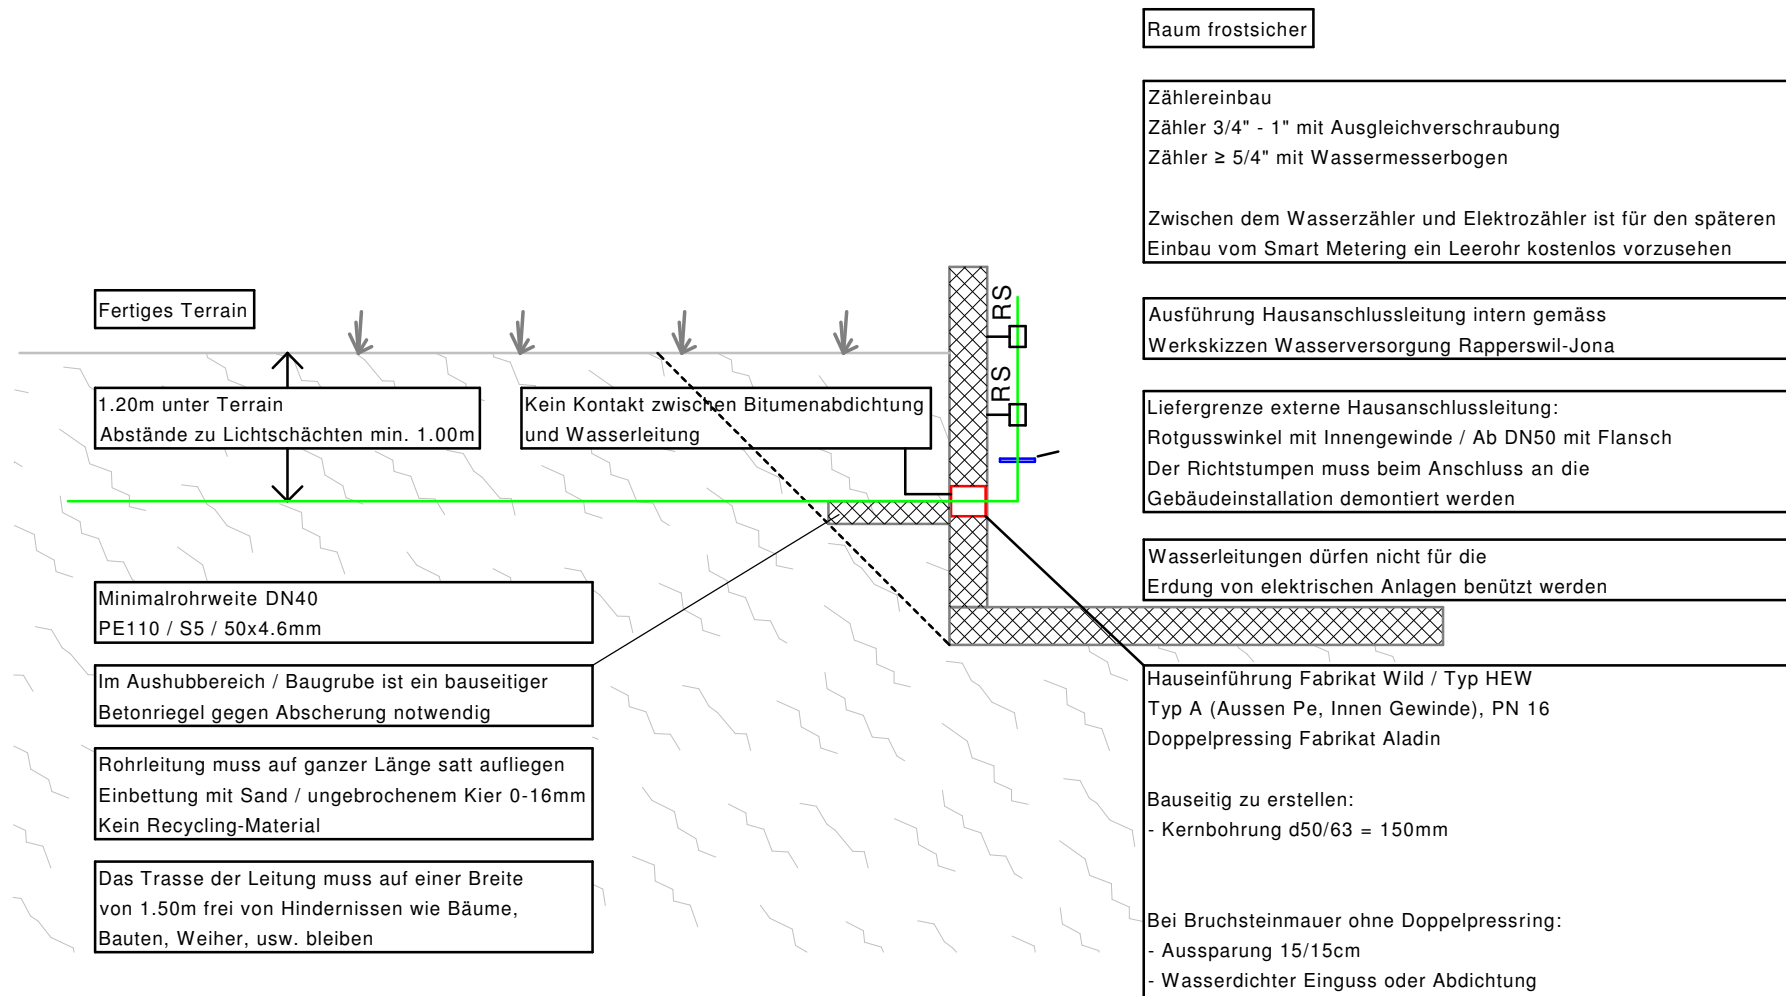 Raum frostsicher
Zählereinbau
Zähler 3/4" - 1" mit Ausgleichverschraubung
Zähler ≥ 5/4" mit Wassermesserbogen
Zwischen dem Wasserzähler und Elektrozähler ist für den späteren
Einbau vom Smart Metering ein Leerohr kostenlos vorzusehen
Fertiges Terrain
RS
Ausführung Hausanschlussleitung intern gemäss
Werkskizzen Wasserversorgung Rapperswil-Jona
1.20m unter Terrain
Abstände zu Lichtschächten min. 1.00m
Kein Kontakt zwischen Bitumenabdichtung
und Wasserleitung
RS
Liefergrenze externe Hausanschlussleitung:
Rotgusswinkel mit Innengewinde / Ab DN50 mit Flansch
Der Richtstumpen muss beim Anschluss an die
Gebäudeinstallation demontiert werden
Wasserleitungen dürfen nicht für die
Erdung von elektrischen Anlagen benützt werden
Minimalrohrweite DN40
PE110 / S5 / 50x4.6mm
Im Aushubbereich / Baugrube ist ein bauseitiger
Betonriegel gegen Abscherung notwendig
Rohrleitung muss auf ganzer Länge satt aufliegen
Einbettung mit Sand / ungebrochenem Kier 0-16mm
Kein Recycling-Material
Das Trasse der Leitung muss auf einer Breite
von 1.50m frei von Hindernissen wie Bäume,
Bauten, Weiher, usw. bleiben
Hauseinführung Fabrikat Wild / Typ HEW
Typ A (Aussen Pe, Innen Gewinde), PN 16
Doppelpressing Fabrikat Aladin
Bauseitig zu erstellen:
- Kernbohrung d50/63 = 150mm
Bei Bruchsteinmauer ohne Doppelpressring:
- Aussparung 15/15cm
- Wasserdichter Einguss oder Abdichtung